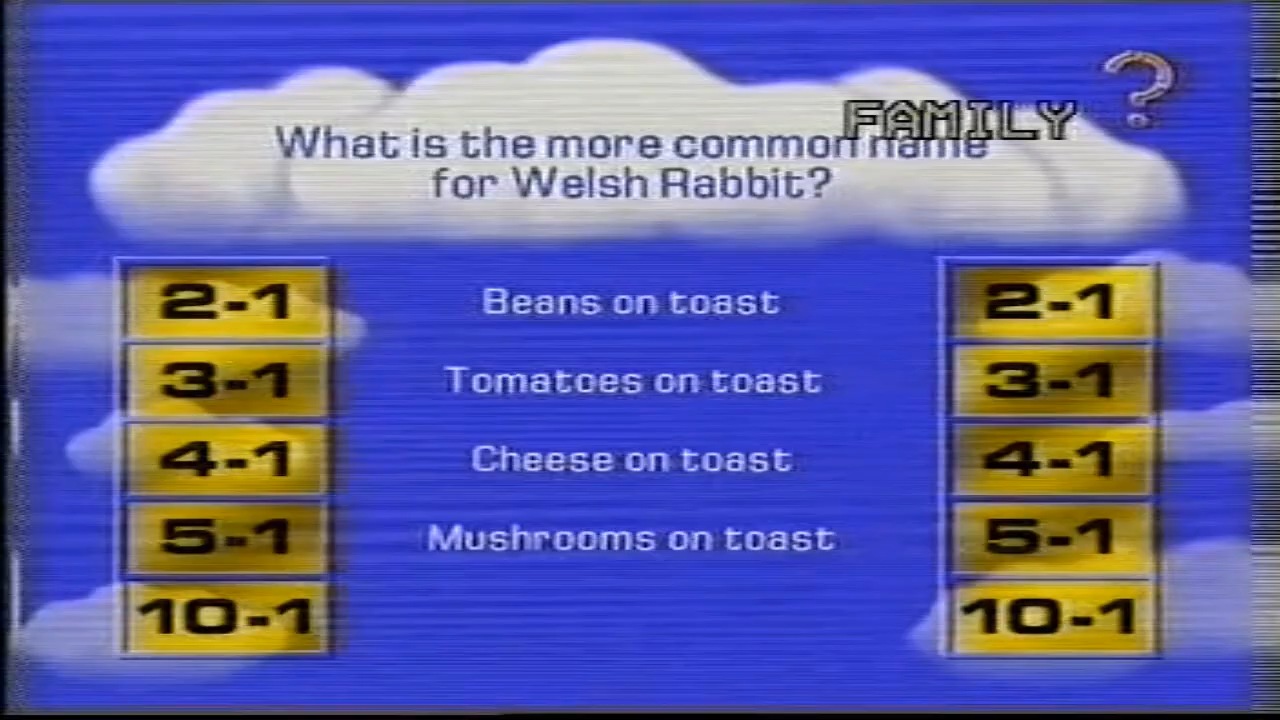 FAMILY ?
What is the more common name
for Welsh Rabbit?
2-1 Beans on toast 2-1
3-1 Tomatoes on toast 3-1
4-1 Cheese on toast 4-1
5-1 Mushrooms on toast 5-1
10-1 10-1